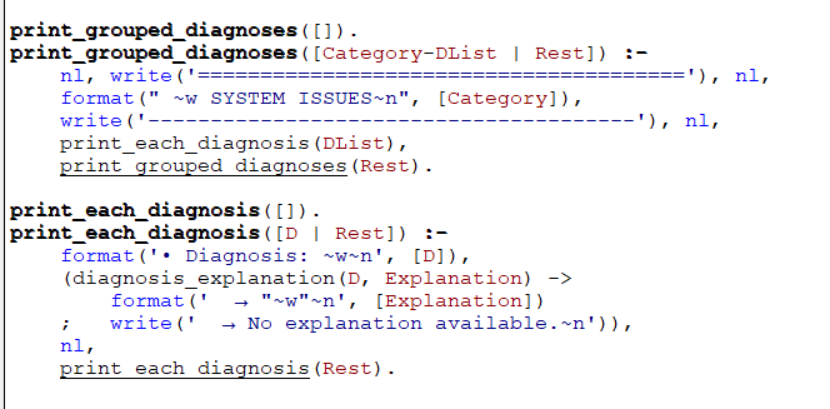 print_grouped_diagnoses([]).
print_grouped_diagnoses([Category-DList | Rest]) :-
    nl, write('======================================='), nl,
    format(" ~w SYSTEM ISSUES~n", [Category]),
    write('---------------------------------------'), nl,
    print_each_diagnosis(DList),
    print_grouped_diagnoses(Rest).

print_each_diagnosis([]).
print_each_diagnosis([D | Rest]) :-
    format('• Diagnosis: ~w~n', [D]),
    (diagnosis_explanation(D, Explanation) ->
        format('  → "~w"~n', [Explanation])
    ;   write('  → No explanation available.~n')),
    nl,
    print_each_diagnosis(Rest).